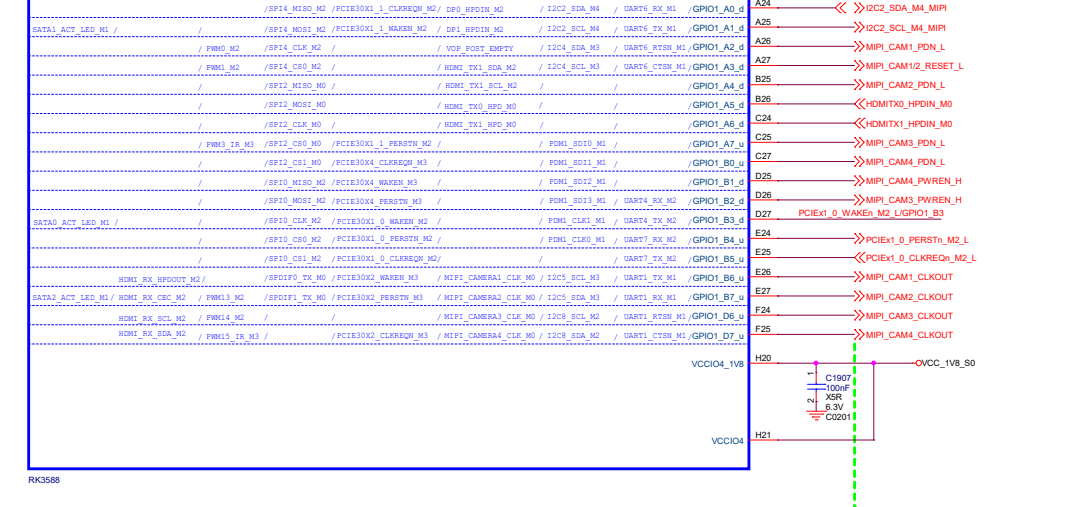 /SPI4_MISO_M2 /PCIE30X1_1_CLKREQN_M2/ DP0_HPDIN_M2 / I2C2_SDA_M4 / UART6_RX_M1 /GPIO1_A0_d A24 I2C2_SDA_M4_MIPI
SATA1_ACT_LED_M1 / /SPI4_MOSI_M2 /PCIE30X1_1_WAKEN_M2 / DP1_HPDIN_M2 / I2C2_SCL_M4 / UART6_TX_M1 /GPIO1_A1_d A25 I2C2_SCL_M4_MIPI
/ PWM0_M2 /SPI4_CLK_M2 / / VOP_POST_EMPTY / I2C4_SDA_M3 / UART6_RTSN_M1/GPIO1_A2_d A26 MIPI_CAM1_PDN_L
/ PWM1_M2 /SPI4_CS0_M2 / / HDMI_TX1_SDA_M2 / I2C4_SCL_M3 / UART6_CTSN_M1/GPIO1_A3_d A27 MIPI_CAM1/2_RESET_L
/ /SPI2_MISO_M0 / / HDMI_TX1_SCL_M2 / / /GPIO1_A4_d B25 MIPI_CAM2_PDN_L
/ /SPI2_MOSI_M0 / HDMI_TX0_HPD_M0 / / /GPIO1_A5_d B26 HDMITX0_HPDIN_M0
/ /SPI2_CLK_M0 / HDMI_TX1_HPD_M0 / / /GPIO1_A6_d C24 HDMITX1_HPDIN_M0
/ PWM3_IR_M3 /SPI2_CS0_M0 /PCIE30X1_1_PERSTN_M2 / / PDM1_SDI0_M1 / /GPIO1_A7_u C25 MIPI_CAM3_PDN_L
/ /SPI2_CS1_M0 /PCIE30X4_CLKREQN_M3 / PDM1_SDI1_M1 / /GPIO1_B0_u C27 MIPI_CAM4_PDN_L
/ /SPI0_MISO_M2 /PCIE30X4_WAKEN_M3 / PDM1_SDI2_M1 / /GPIO1_B1_d D25 MIPI_CAM4_PWREN_H
/ /SPI0_MOSI_M2 /PCIE30X4_PERSTN_M3 / / PDM1_SDI3_M1 / UART4_RX_M2 /GPIO1_B2_d D26 MIPI_CAM3_PWREN_H
SATA0_ACT_LED_M1 / / /SPI0_CLK_M2 /PCIE30X1_0_WAKEN_M2 / / PDM1_CLK1_M1 / UART4_TX_M2 /GPIO1_B3_d D27 PCIEx1_0_WAKEn_M2_L/GPIO1_B3
/ /SPI0_CS0_M2 /PCIE30X1_0_PERSTN_M2 / / PDM1_CLK0_M1 / UART7_RX_M2 /GPIO1_B4_u E24 PCIEx1_0_PERSTn_M2_L
/ /SPI0_CS1_M2 /PCIE30X1_0_CLKREQN_M2/ / / UART7_TX_M2 /GPIO1_B5_u E25 PCIEx1_0_CLKREQn_M2_L
HDMI_RX_HPDOUT_M2/ /SPDIF0_TX_M0 /PCIE30X2_WAKEN_M3 / MIPI_CAMERA1_CLK_M0 / I2C5_SCL_M3 / UART1_TX_M1 /GPIO1_B6_u E26 MIPI_CAM1_CLKOUT
SATA2_ACT_LED_M1/ HDMI_RX_CEC_M2 / PWM13_M2 /SPDIF1_TX_M0 /PCIE30X2_PERSTN_M3 / MIPI_CAMERA2_CLK_M0 / I2C5_SDA_M3 / UART1_RX_M1 /GPIO1_B7_u E27 MIPI_CAM2_CLKOUT
HDMI_RX_SCL_M2 / PWM14_M2 / / / MIPI_CAMERA3_CLK_M0 / I2C8_SCL_M2 / UART1_RTSN_M1/GPIO1_D6_u F24 MIPI_CAM3_CLKOUT
HDMI_RX_SDA_M2 / PWM15_IR_M3 / /PCIE30X2_CLKREQN_M3 / MIPI_CAMERA4_CLK_M0 / I2C8_SDA_M2 / UART1_CTSN_M1/GPIO1_D7_u F25 MIPI_CAM4_CLKOUT
VCCIO4_1V8 H20 VCC_1V8_S0
1 C1907
100nF
X5R
2 6.3V
C0201
VCCIO4 H21
RK3588